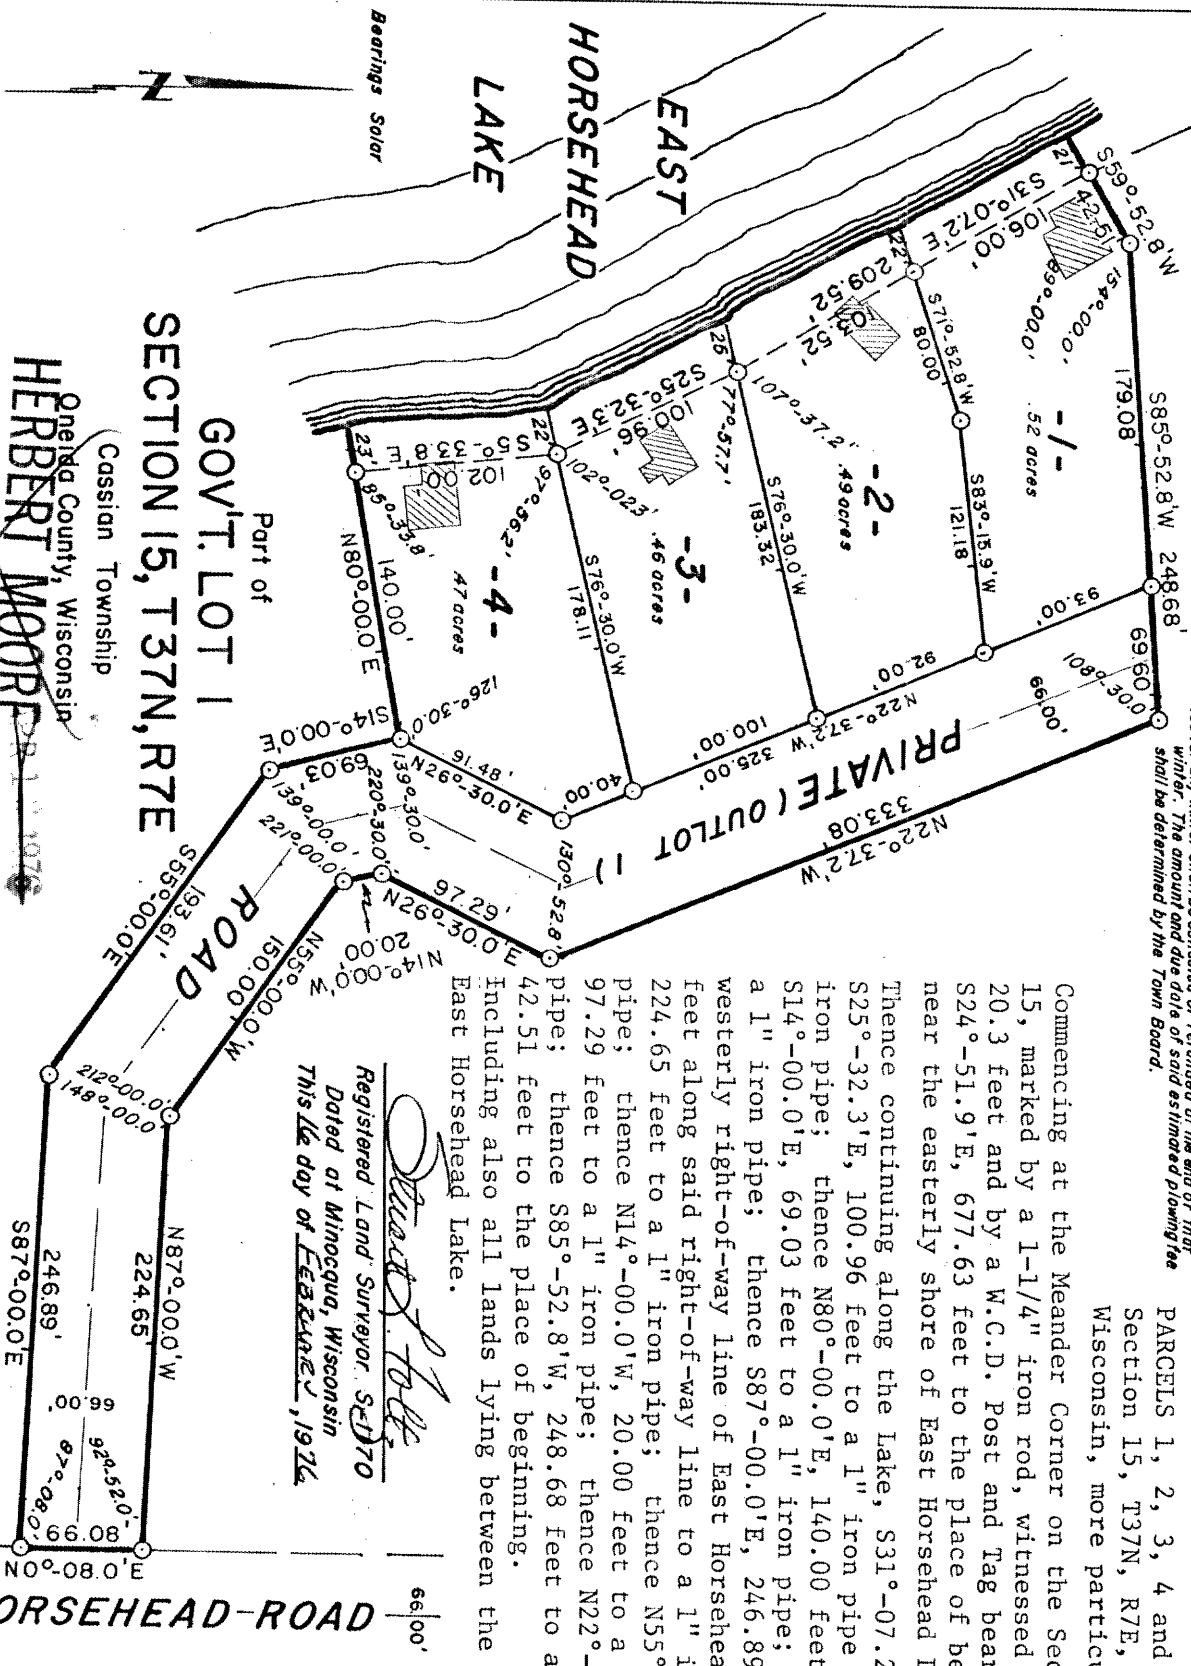 winter. The amount and due date of said estimated plowing fee
shall be determined by the Town Board.
PARCELS 1, 2, 3, 4 and
Section 15, T37N, R7E,
Wisconsin, more particu
Commencing at the Meander Corner on the Sec
15, marked by a 1-1/4" iron rod, witnessed
20.3 feet and by a W.C.D. Post and Tag bear
S24°-51.9'E, 677.63 feet to the place of be
near the easterly shore of East Horsehead L
Thence continuing along the Lake, S31°-07.2
S25°-32.3'E, 100.96 feet to a 1" iron pipe
iron pipe; thence N80°-00.0'E, 140.00 feet
S14°-00.0'E, 69.03 feet to a 1" iron pipe;
a 1" iron pipe; thence S87°-00.0'E, 246.89
westerly right-of-way line of East Horsehea
feet along said right-of-way line to a 1" i
224.65 feet to a 1" iron pipe; thence N55°
pipe; thence N14°-00.0'W, 20.00 feet to a
97.29 feet to a 1" iron pipe; thence N22°-
pipe; thence S85°-52.8'W, 248.68 feet to a
42.51 feet to the place of beginning.
Including also all lands lying between the
East Horsehead Lake.
Registered Land Surveyor
Dated at Minocqua, Wisconsin
This 16 day of FEBRUARY, 1976
EAST
HORSEHEAD
LAKE
Bearings Solar
N
Part of
GOV'T. LOT 1
SECTION 15, T37N, R7E
Cassian Township
Oneida County, Wisconsin
HERBERT MOORE
S59°-52.8'W
21'
42.51
154°-00.0'
89°-00.0'
S31°-07.2'E
106.00'
209.52'
103.52'
S85°-52.8'W 248.68'
179.08'
69.60'
108°-30.0'
-1-
.52 acres
22'
S71°-52.8'W
80.00'
S83°-15.9'W
121.18'
93.00'
66.00'
-2-
.49 acres
107°-37.2'
25'
77°-57.7'
S76°-30.0'W
183.32'
92.00'
N22°-37.2'W
325.00'
100.00'
S25°-32.3'E
100.96'
-3-
.46 acres
102°-02.3'
22'
97°-56.2'
S76°-30.0'W
178.11'
40.00'
S5°-33.8'E
102.00'
-4-
.47 acres
23'
85°-33.8'
140.00'
N80°-00.0'E
126°-30.0'
91.48'
N26°-30.0'E
PRIVATE (OUTLOT 1)
ROAD
N22°-37.2'W
333.08
130°-52.8'
97.29'
N26°-30.0'E
139°-30.0'
220°-30.0'
S14°-00.0'E
69.03'
139°-00.0'
221°-00.0'
N14°-00.0'W
20.00'
S55°-00.0'E
193.61'
N55°-00.0'W
150.00'
212°-00.0'
148°-00.0
N87°-00.0'W
224.65'
S87°-00.0'E
246.89'
66.00'
92°-52.0'
87°-08.0'
66.08
N0°-08.0'E
ORSEHEAD-ROAD
66.00'